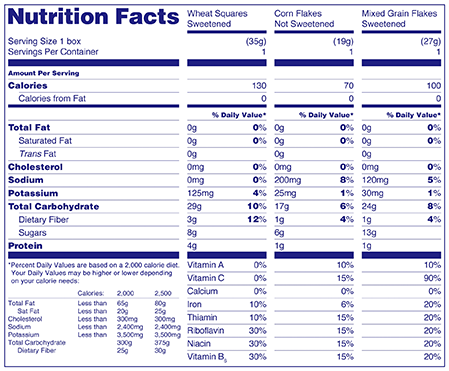 Nutrition Facts Wheat Squares Sweetened Corn Flakes Not Sweetened Mixed Grain Flakes Sweetened
Serving Size 1 box (35g) (19g) (27g)
Servings Per Container 1 1 1
Amount Per Serving
Calories 130 70 100
Calories from Fat 0 0 0
% Daily Value* % Daily Value* % Daily Value*
Total Fat 0g 0% 0g 0% 0g 0%
Saturated Fat 0g 0% 0g 0% 0g 0%
Trans Fat 0g 0g 0g
Cholesterol 0mg 0% 0mg 0% 0mg 0%
Sodium 0mg 0% 200mg 8% 120mg 5%
Potassium 125mg 4% 25mg 1% 30mg 1%
Total Carbohydrate 29g 10% 17g 6% 24g 8%
Dietary Fiber 3g 12% 1g 4% 1g 4%
Sugars 8g 6g 13g
Protein 4g 1g 1g
*Percent Daily Values are based on a 2,000 calorie diet.
Your Daily Values may be higher or lower depending
on your calorie needs:
Calories: 2,000 2,500
Total Fat Less than 65g 80g
Sat Fat Less than 20g 25g
Cholesterol Less than 300mg 300mg
Sodium Less than 2,400mg 2,400mg
Potassium Less than 3,500mg 3,500mg
Total Carbohydrate 300g 375g
Dietary Fiber 25g 30g
Vitamin A 0% 10% 10%
Vitamin C 0% 15% 90%
Calcium 0% 0% 0%
Iron 10% 6% 20%
Thiamin 10% 15% 20%
Riboflavin 30% 15% 20%
Niacin 30% 15% 20%
Vitamin B6 30% 15% 20%